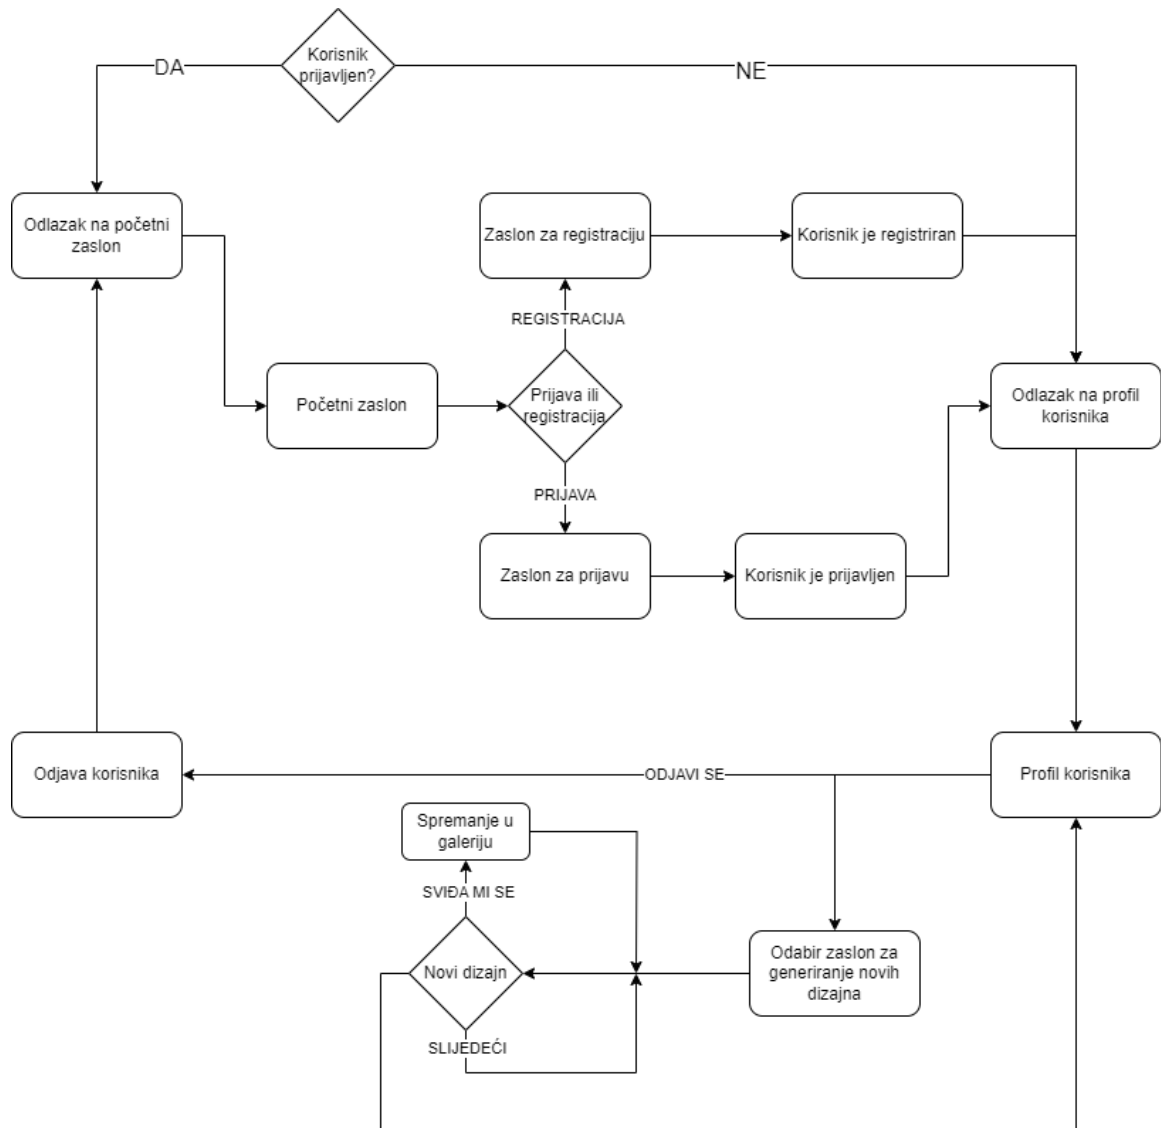 Korisnik
prijavljen?
DA
NE
Odlazak na početni
zaslon
Zaslon za registraciju
Korisnik je registriran
REGISTRACIJA
Početni zaslon
Prijava ili
registracija
Odlazak na profil
korisnika
PRIJAVA
Zaslon za prijavu
Korisnik je prijavljen
Odjava korisnika
ODJAVI SE
Profil korisnika
Spremanje u
galeriju
SVIĐA MI SE
Novi dizajn
Odabir zaslon za
generiranje novih
dizajna
SLIJEDEĆI